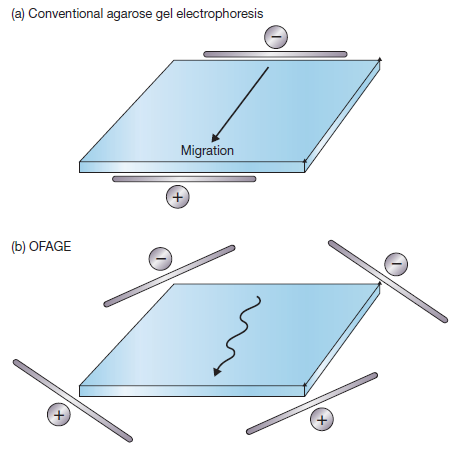 (a) Conventional agarose gel electrophoresis
−
Migration
+
(b) OFAGE
−
−
+
+